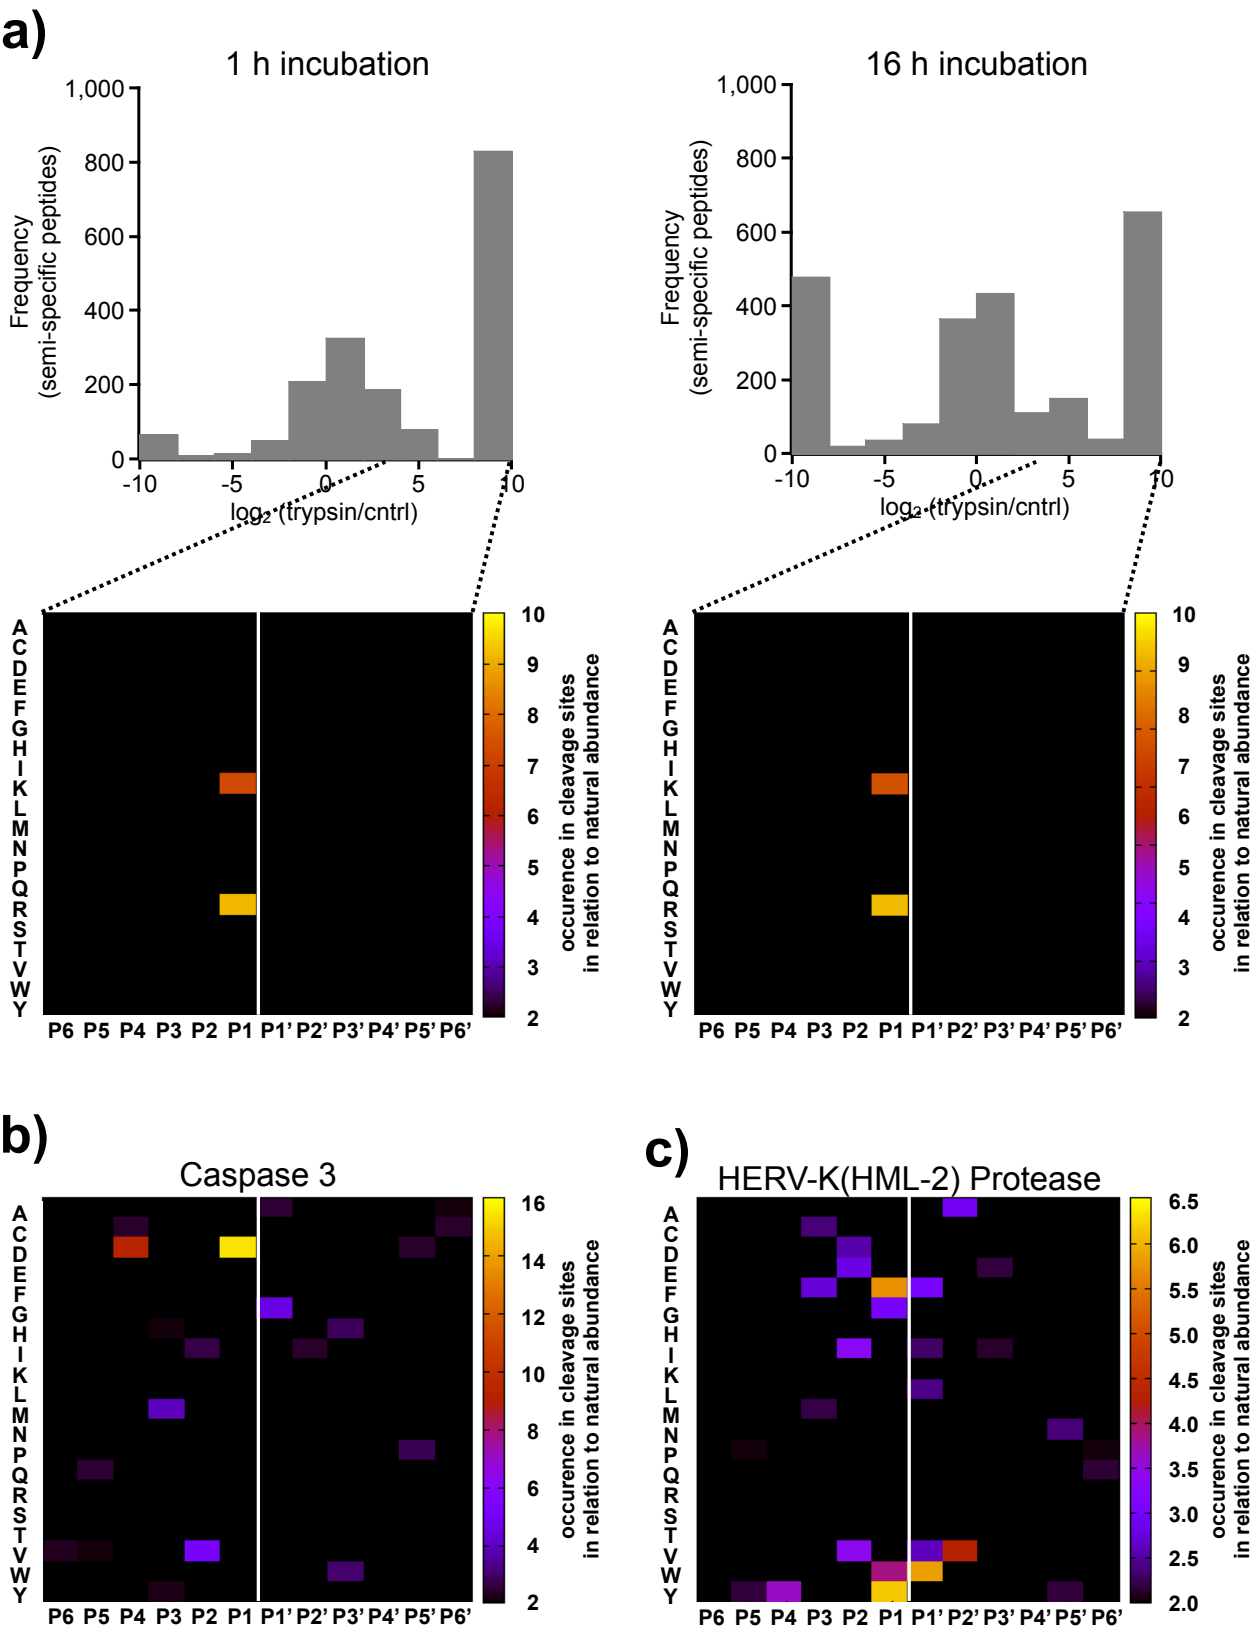 a)
1 h incubation
16 h incubation
1,000
800
600
400
200
0
Frequency
(semi-specific peptides)
-10 -5 0 5 10
log2 (trypsin/cntrl)
1,000
800
600
400
200
0
Frequency
(semi-specific peptides)
-10 -5 0 5 10
log2 (trypsin/cntrl)
A
C
D
E
F
G
H
I
K
L
M
N
P
Q
R
S
T
V
W
Y
P6 P5 P4 P3 P2 P1 P1’ P2’ P3’ P4’ P5’ P6’
10
9
8
7
6
5
4
3
2
occurence in cleavage sites
in relation to natural abundance
A
C
D
E
F
G
H
I
K
L
M
N
P
Q
R
S
T
V
W
Y
P6 P5 P4 P3 P2 P1 P1’ P2’ P3’ P4’ P5’ P6’
10
9
8
7
6
5
4
3
2
occurence in cleavage sites
in relation to natural abundance
b)
Caspase 3
A
C
D
E
F
G
H
I
K
L
M
N
P
Q
R
S
T
V
W
Y
P6 P5 P4 P3 P2 P1 P1’ P2’ P3’ P4’ P5’ P6’
16
14
12
10
8
6
4
2
occurence in cleavage sites
in relation to natural abundance
c)
HERV-K(HML-2) Protease
A
C
D
E
F
G
H
I
K
L
M
N
P
Q
R
S
T
V
W
Y
P6 P5 P4 P3 P2 P1 P1’ P2’ P3’ P4’ P5’ P6’
6.5
6.0
5.5
5.0
4.5
4.0
3.5
3.0
2.5
2.0
occurence in cleavage sites
in relation to natural abundance